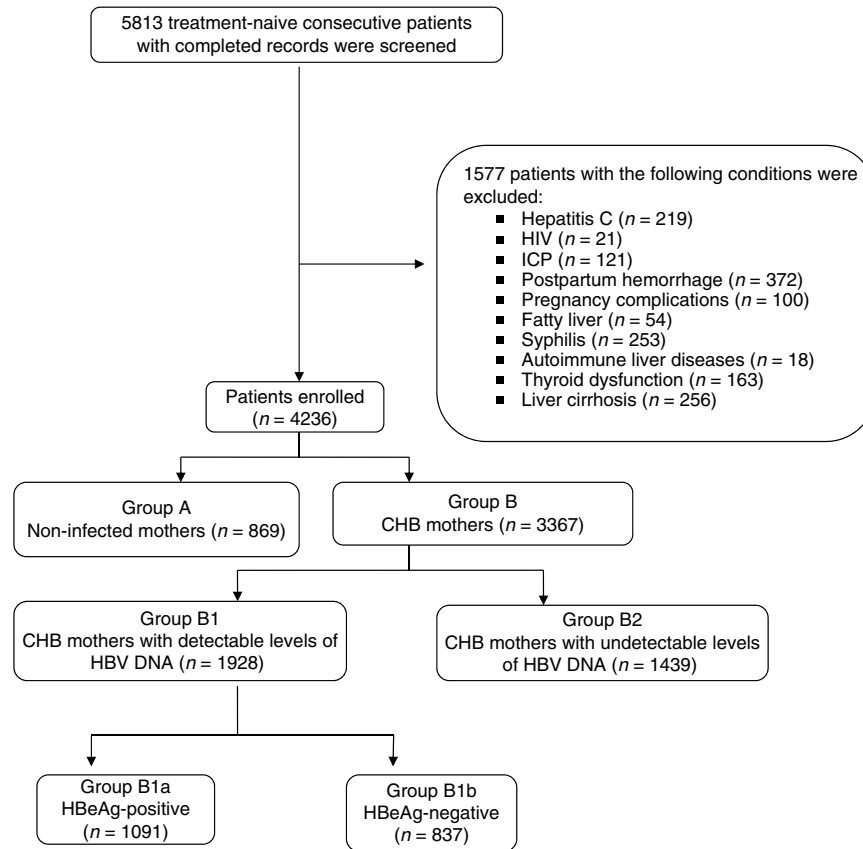 5813 treatment-naive consecutive patients
with completed records were screened
1577 patients with the following conditions were
excluded:
▪ Hepatitis C (n = 219)
▪ HIV (n = 21)
▪ ICP (n = 121)
▪ Postpartum hemorrhage (n = 372)
▪ Pregnancy complications (n = 100)
▪ Fatty liver (n = 54)
▪ Syphilis (n = 253)
▪ Autoimmune liver diseases (n = 18)
▪ Thyroid dysfunction (n = 163)
▪ Liver cirrhosis (n = 256)
Patients enrolled
(n = 4236)
Group A
Non-infected mothers (n = 869)
Group B
CHB mothers (n = 3367)
Group B1
CHB mothers with detectable levels of
HBV DNA (n = 1928)
Group B2
CHB mothers with undetectable levels
of HBV DNA (n = 1439)
Group B1a
HBeAg-positive
(n = 1091)
Group B1b
HBeAg-negative
(n = 837)